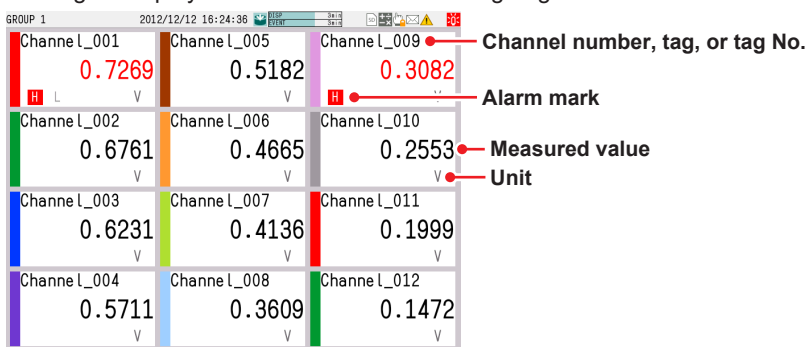 GROUP 1 2012/12/12 16:24:36 DISP 3min
EVENT 3min SD
Channel_001 Channel_005 Channel_009 Channel number, tag, or tag No.
0.7269 0.5182 0.3082
H L V V H V Alarm mark
Channel_002 Channel_006 Channel_010
0.6761 0.4665 0.2553 Measured value
V V V Unit
Channel_003 Channel_007 Channel_011
0.6231 0.4136 0.1999
V V V
Channel_004 Channel_008 Channel_012
0.5711 0.3609 0.1472
V V V